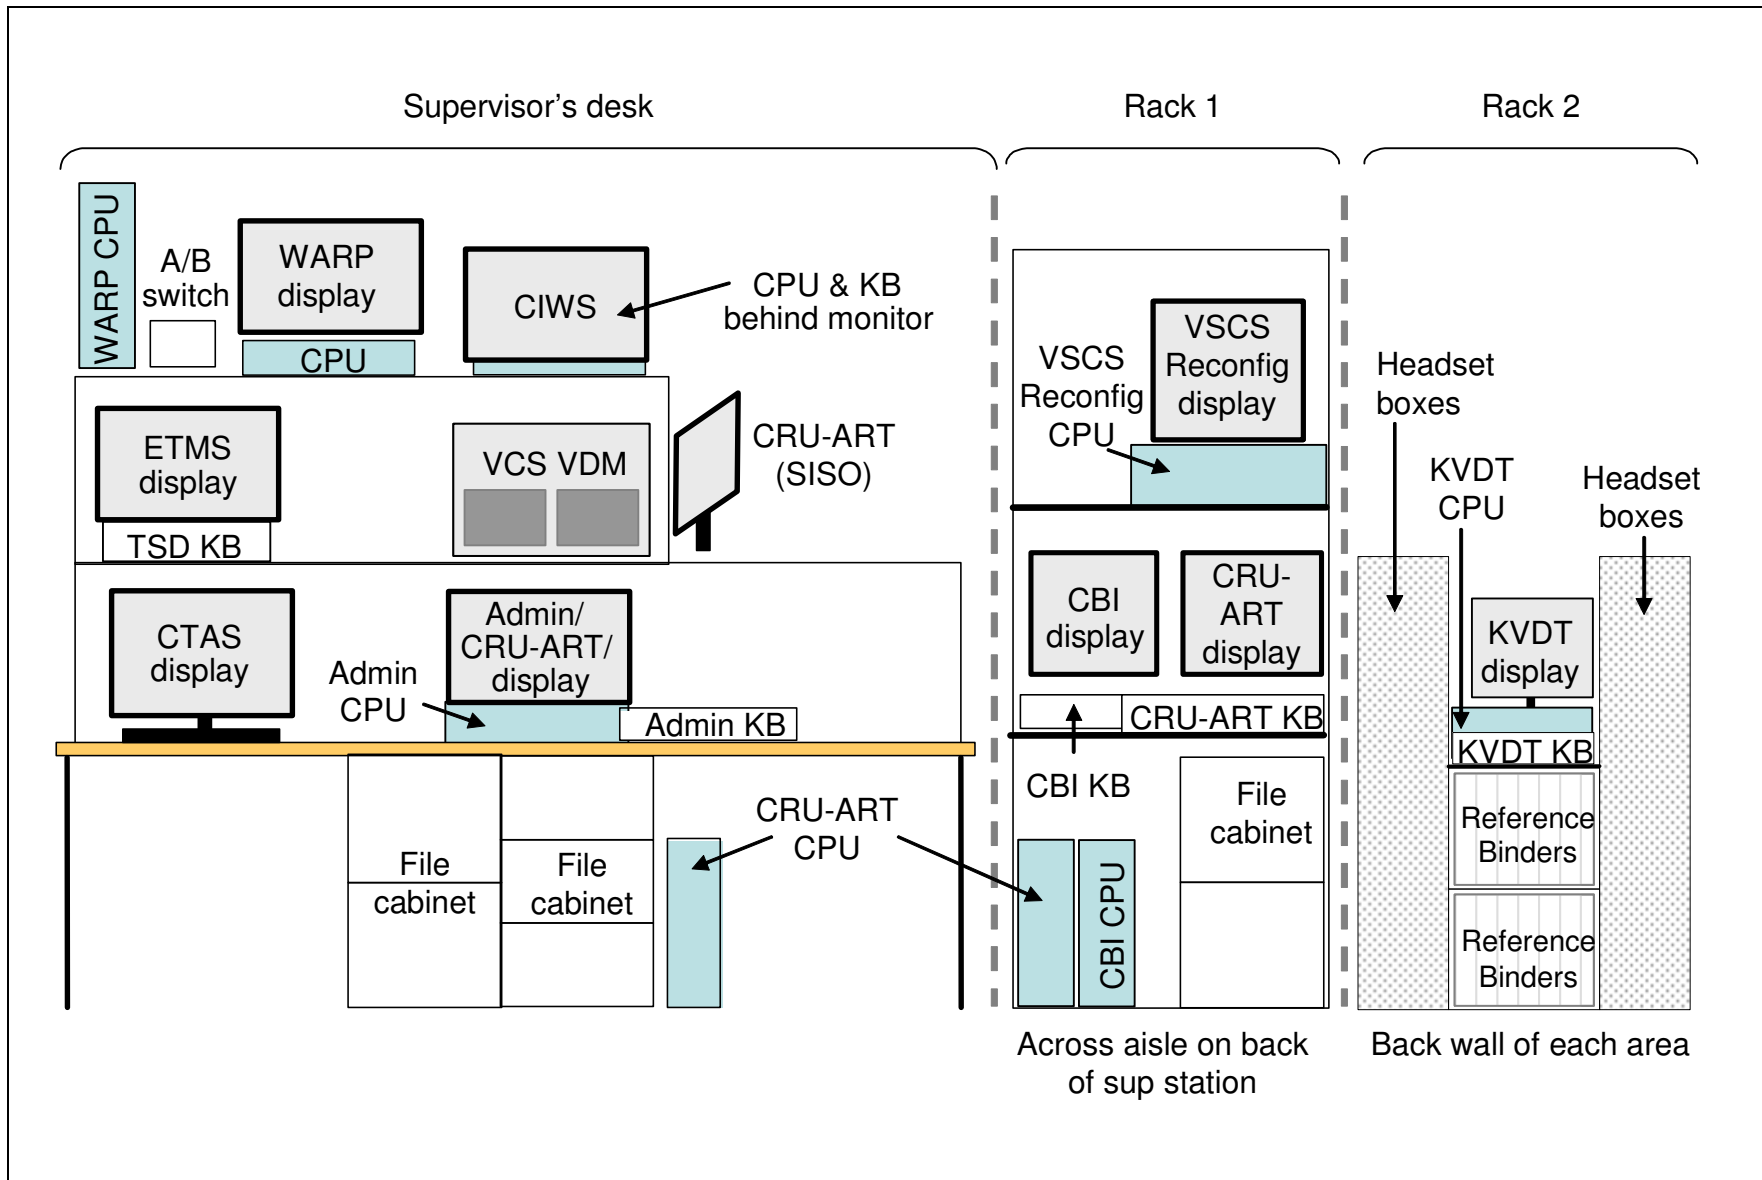 Supervisor's desk
Rack 1
Rack 2
WARP CPU
A/B
switch
WARP
display
CPU
CIWS
CPU & KB
behind monitor
ETMS
display
TSD KB
VCS VDM
CRU-ART
(SISO)
CTAS
display
Admin
CPU
Admin/
CRU-ART/
display
Admin KB
File
cabinet
File
cabinet
CRU-ART
CPU
VSCS
Reconfig
CPU
VSCS
Reconfig
display
CBI
display
CRU-
ART
display
CRU-ART KB
CBI KB
CBI CPU
File
cabinet
Across aisle on back
of sup station
Headset
boxes
KVDT
CPU
Headset
boxes
KVDT
display
KVDT KB
Reference
Binders
Reference
Binders
Back wall of each area